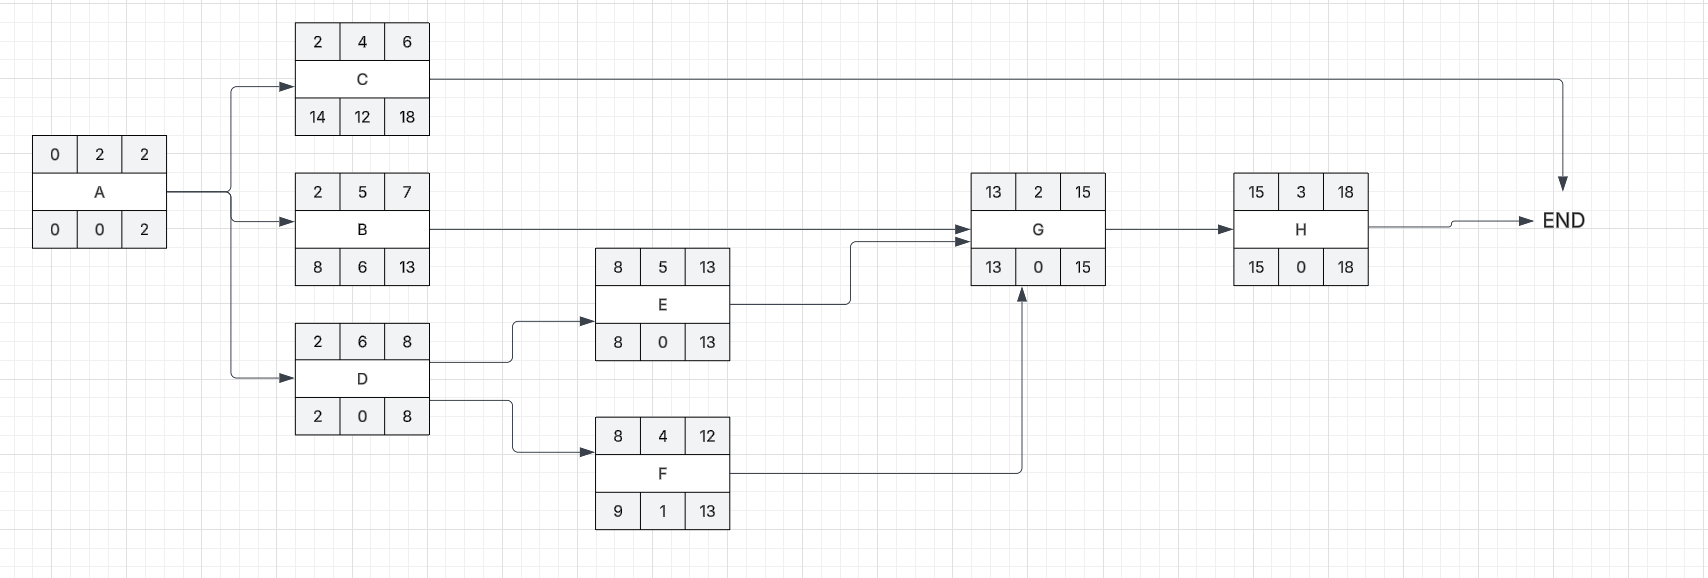 2 4 6
C
14 12 18
0 2 2
A
0 0 2
2 5 7
B
8 6 13
13 2 15
G
13 0 15
15 3 18
H
15 0 18
END
8 5 13
E
8 0 13
2 6 8
D
2 0 8
8 4 12
F
9 1 13